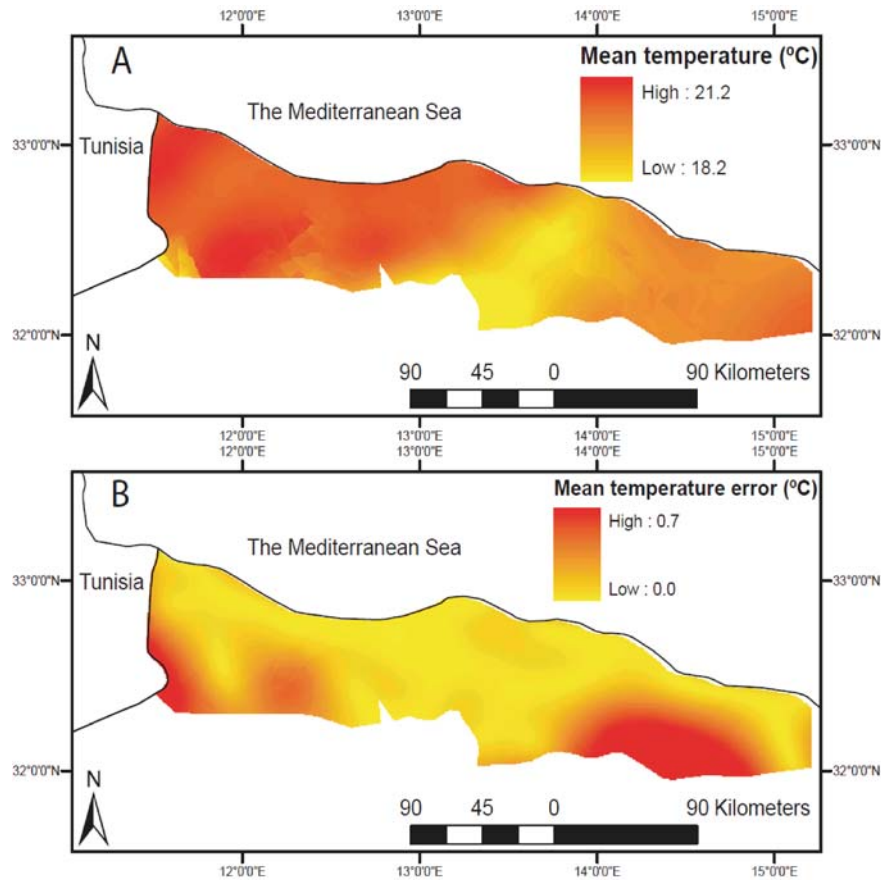 12°0'0"E 13°0'0"E 14°0'0"E 15°0'0"E
A
Mean temperature (ºC)
High : 21.2
Low : 18.2
The Mediterranean Sea
Tunisia
33°0'0"N 33°0'0"N
32°0'0"N 32°0'0"N
N
90 45 0 90 Kilometers
12°0'0"E 13°0'0"E 14°0'0"E 15°0'0"E
12°0'0"E 13°0'0"E 14°0'0"E 15°0'0"E
B
Mean temperature error (ºC)
High : 0.7
Low : 0.0
The Mediterranean Sea
Tunisia
33°0'0"N 33°0'0"N
32°0'0"N 32°0'0"N
N
90 45 0 90 Kilometers
12°0'0"E 13°0'0"E 14°0'0"E 15°0'0"E